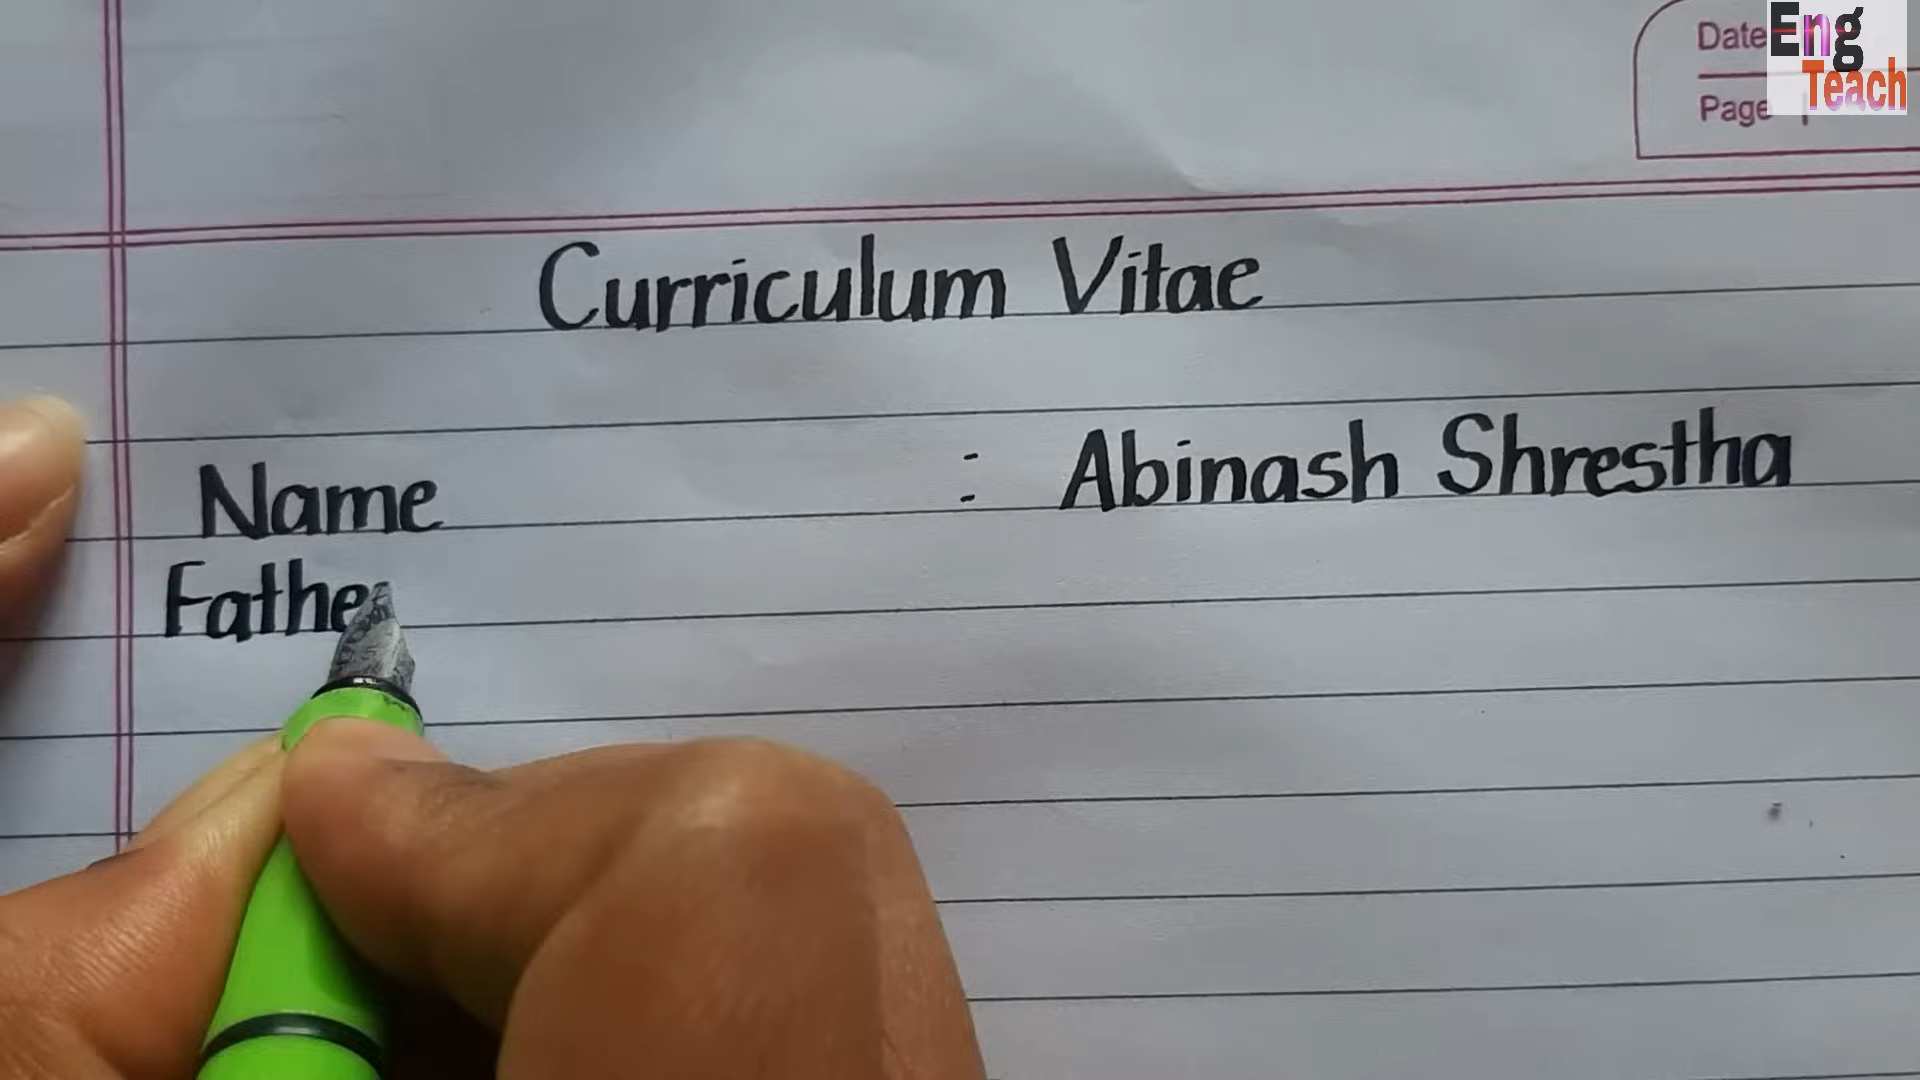 Date
Page
Eng
Teach
Curriculum Vitae
Name : Abinash Shrestha
Fathe